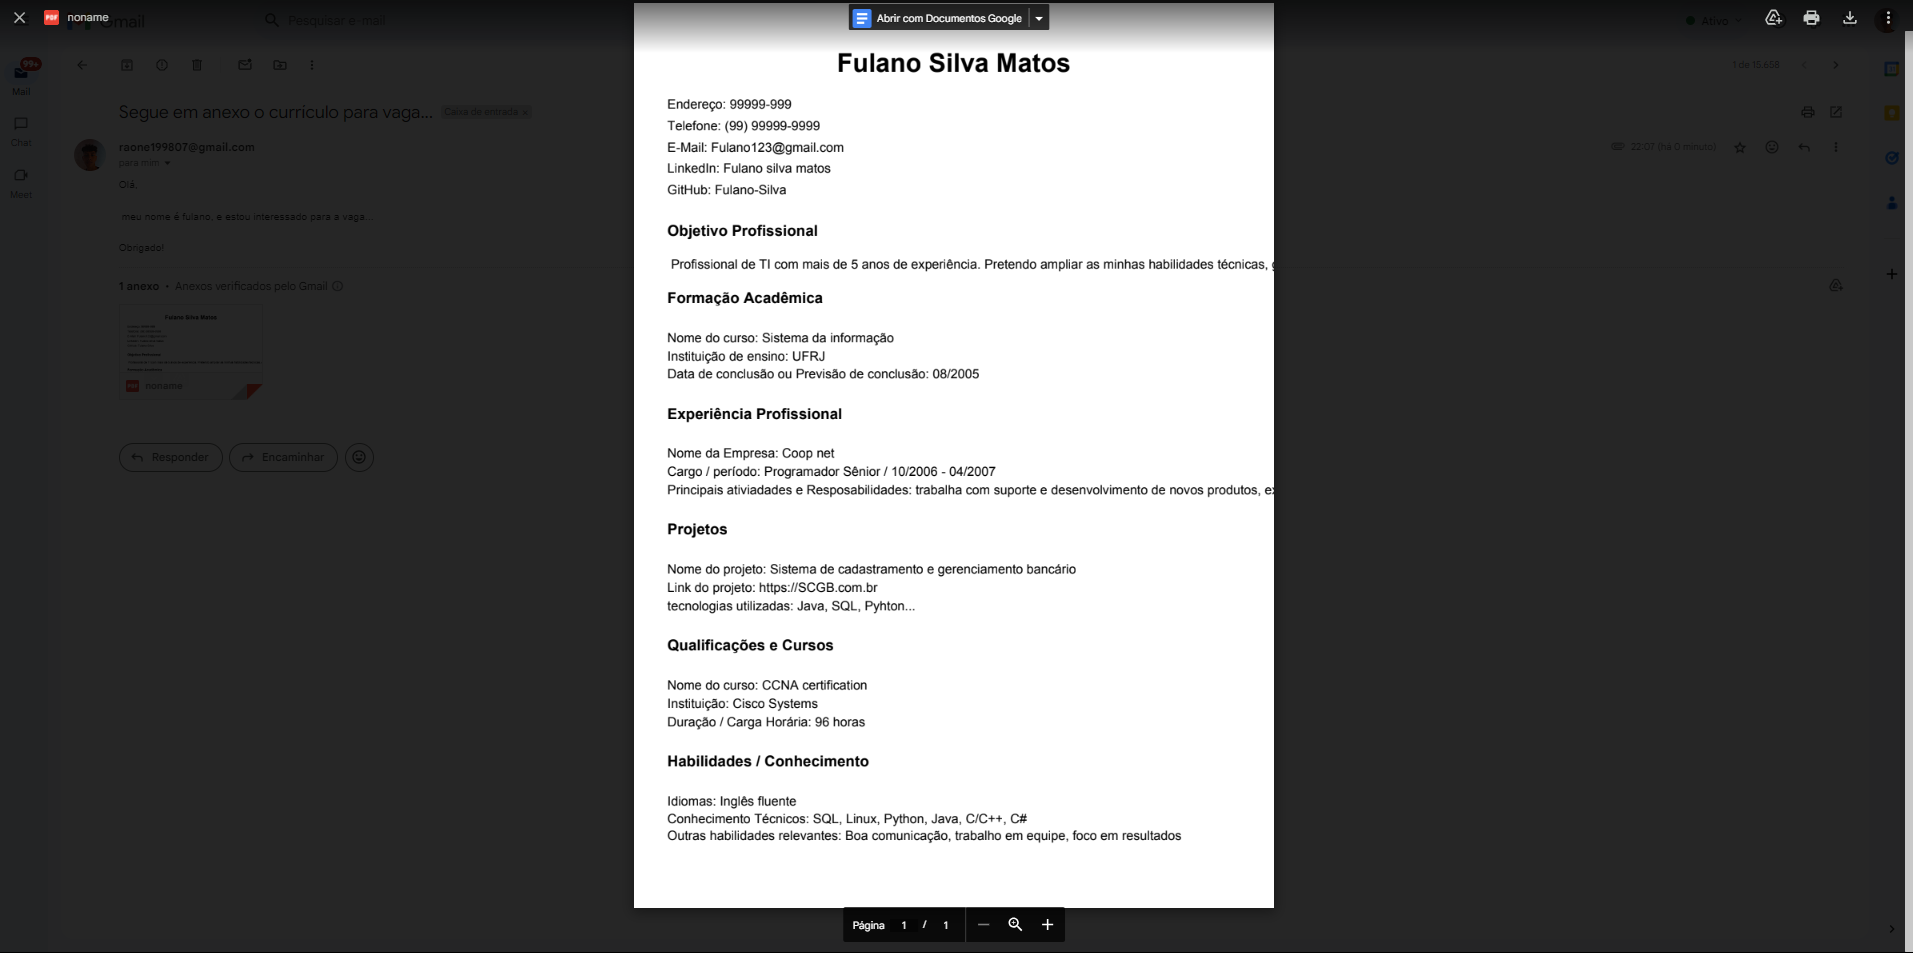 noname
Gmail
Pesquisar e-mail
Abrir com Documentos Google
Ativo
99+
Mail
Chat
Meet
1 de 15.658
Segue em anexo o currículo para vaga... Caixa de entrada x
raone199807@gmail.com
para mim
22:07 (há 0 minuto)
Olá,
meu nome é fulano, e estou interessado para a vaga...
Obrigado!
1 anexo • Anexos verificados pelo Gmail
Fulano Silva Matos
PDF noname
Responder
Encaminhar
Fulano Silva Matos
Endereço: 99999-999
Telefone: (99) 99999-9999
E-Mail: Fulano123@gmail.com
LinkedIn: Fulano silva matos
GitHub: Fulano-Silva
Objetivo Profissional
Profissional de TI com mais de 5 anos de experiência. Pretendo ampliar as minhas habilidades técnicas,
Formação Acadêmica
Nome do curso: Sistema da informação
Instituição de ensino: UFRJ
Data de conclusão ou Previsão de conclusão: 08/2005
Experiência Profissional
Nome da Empresa: Coop net
Cargo / período: Programador Sênior / 10/2006 - 04/2007
Principais ativiadades e Resposabilidades: trabalha com suporte e desenvolvimento de novos produtos,
Projetos
Nome do projeto: Sistema de cadastramento e gerenciamento bancário
Link do projeto: https://SCGB.com.br
tecnologias utilizadas: Java, SQL, Pyhton...
Qualificações e Cursos
Nome do curso: CCNA certification
Instituição: Cisco Systems
Duração / Carga Horária: 96 horas
Habilidades / Conhecimento
Idiomas: Inglês fluente
Conhecimento Técnicos: SQL, Linux, Python, Java, C/C++, C#
Outras habilidades relevantes: Boa comunicação, trabalho em equipe, foco em resultados
Página 1 / 1